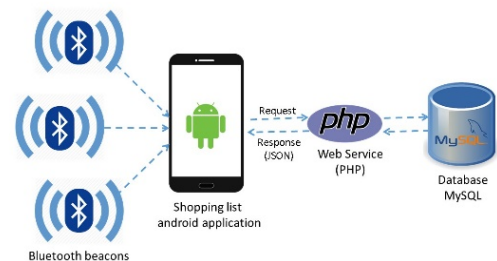 Request
Response
(JSON)
php
MySQL
Web Service
(PHP)
Database
MySQL
Shopping list
android application
Bluetooth beacons